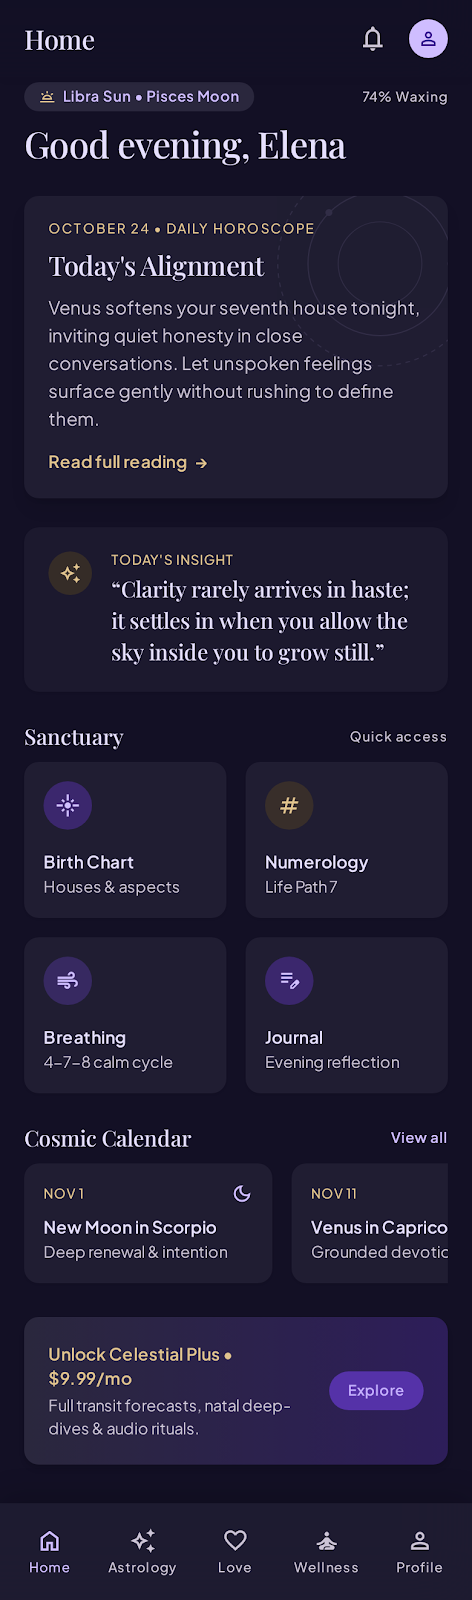 Home
Libra Sun • Pisces Moon
74% Waxing
Good evening, Elena
OCTOBER 24 • DAILY HOROSCOPE
Today's Alignment
Venus softens your seventh house tonight,
inviting quiet honesty in close
conversations. Let unspoken feelings
surface gently without rushing to define
them.
Read full reading →
TODAY'S INSIGHT
“Clarity rarely arrives in haste;
it settles in when you allow the
sky inside you to grow still.”
Sanctuary
Quick access
Birth Chart
Houses & aspects
Numerology
Life Path 7
Breathing
4–7–8 calm cycle
Journal
Evening reflection
Cosmic Calendar
View all
NOV 1
New Moon in Scorpio
Deep renewal & intention
NOV 11
Venus in Caprico
Grounded devotic
Unlock Celestial Plus •
$9.99/mo
Full transit forecasts, natal deep-
dives & audio rituals.
Explore
Home
Astrology
Love
Wellness
Profile